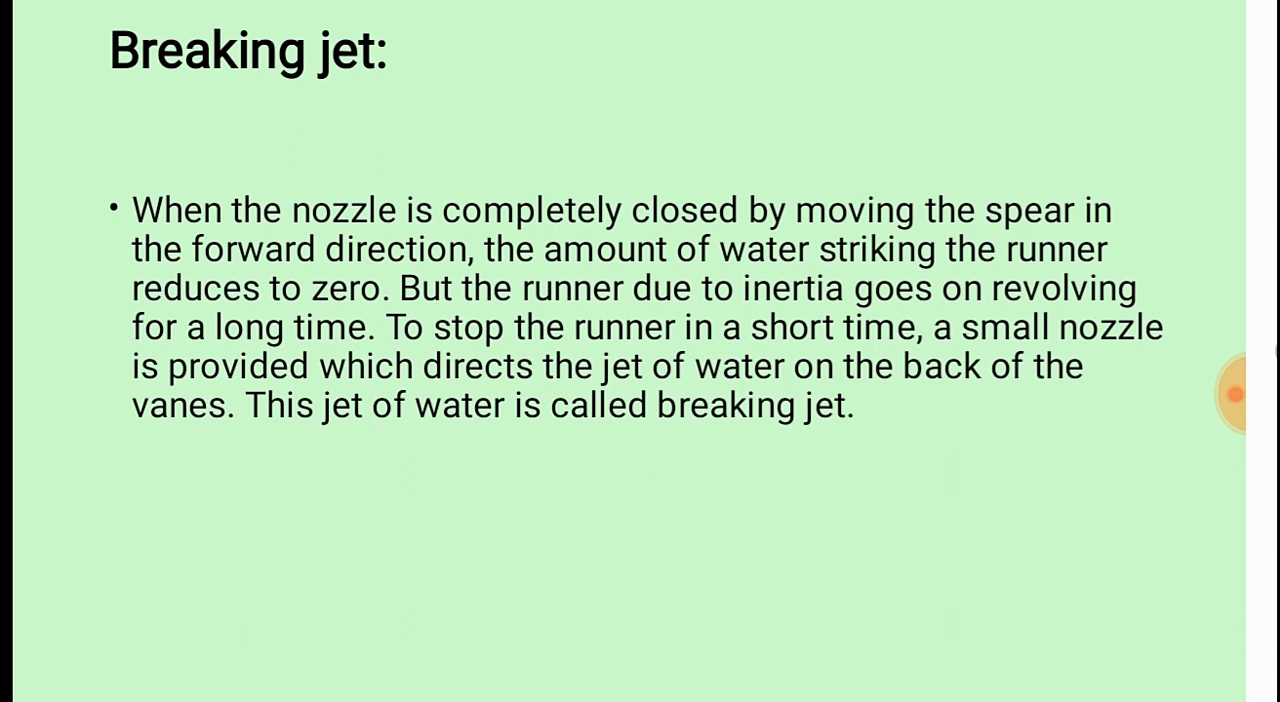 Breaking jet:
• When the nozzle is completely closed by moving the spear in
the forward direction, the amount of water striking the runner
reduces to zero. But the runner due to inertia goes on revolving
for a long time. To stop the runner in a short time, a small nozzle
is provided which directs the jet of water on the back of the
vanes. This jet of water is called breaking jet.